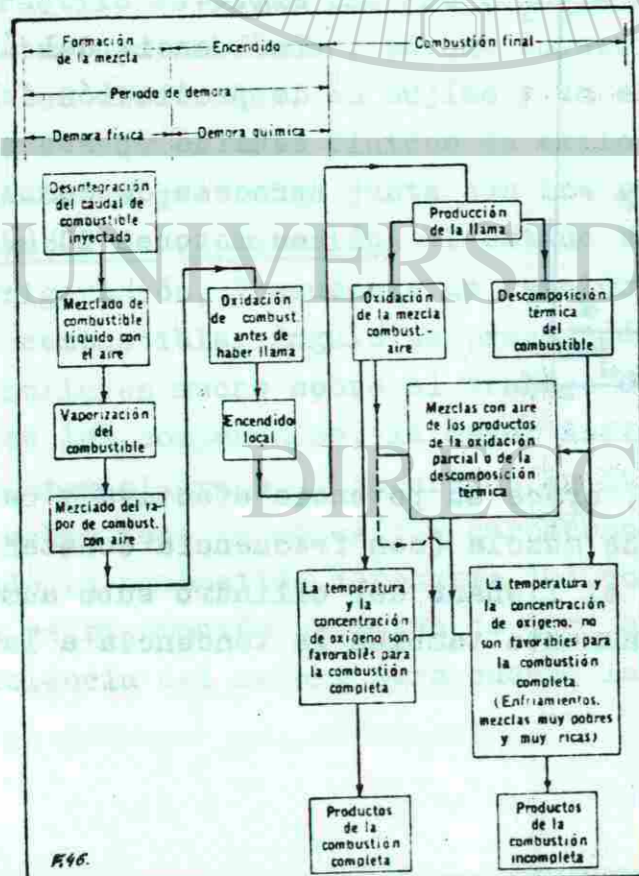 Formación
de la mezcla
Encendido
Combustión final
Periodo de demora
Demora física
Demora química
Desintegración
del caudal de
combustible
inyectado
Mezclado de
combustible
líquido con
el aire
Vaporización
del
combustible
Mezclado del va-
por de combust.
con aire
Oxidación
de combust.
antes de
haber llama
Encendido
local
Producción
de la llama
Oxidación
de la mezcla
combust.-
aire
Descomposición
térmica
del
combustible
Mezclas con aire
de los productos
de la oxidación
parcial o de la
descomposición
térmica
La temperatura
y la
concentración
de oxígeno son
favorables para
la combustión
completa
La temperatura y
la concentración
de oxígeno, no
son favorables para
la combustión
completa.
(Enfriamientos,
mezclas muy pobres
y muy ricas)
Productos
de la
combustión
completa
Productos
de la
combustión
incompleta
F.46.
UNIVERSID
DIRECC